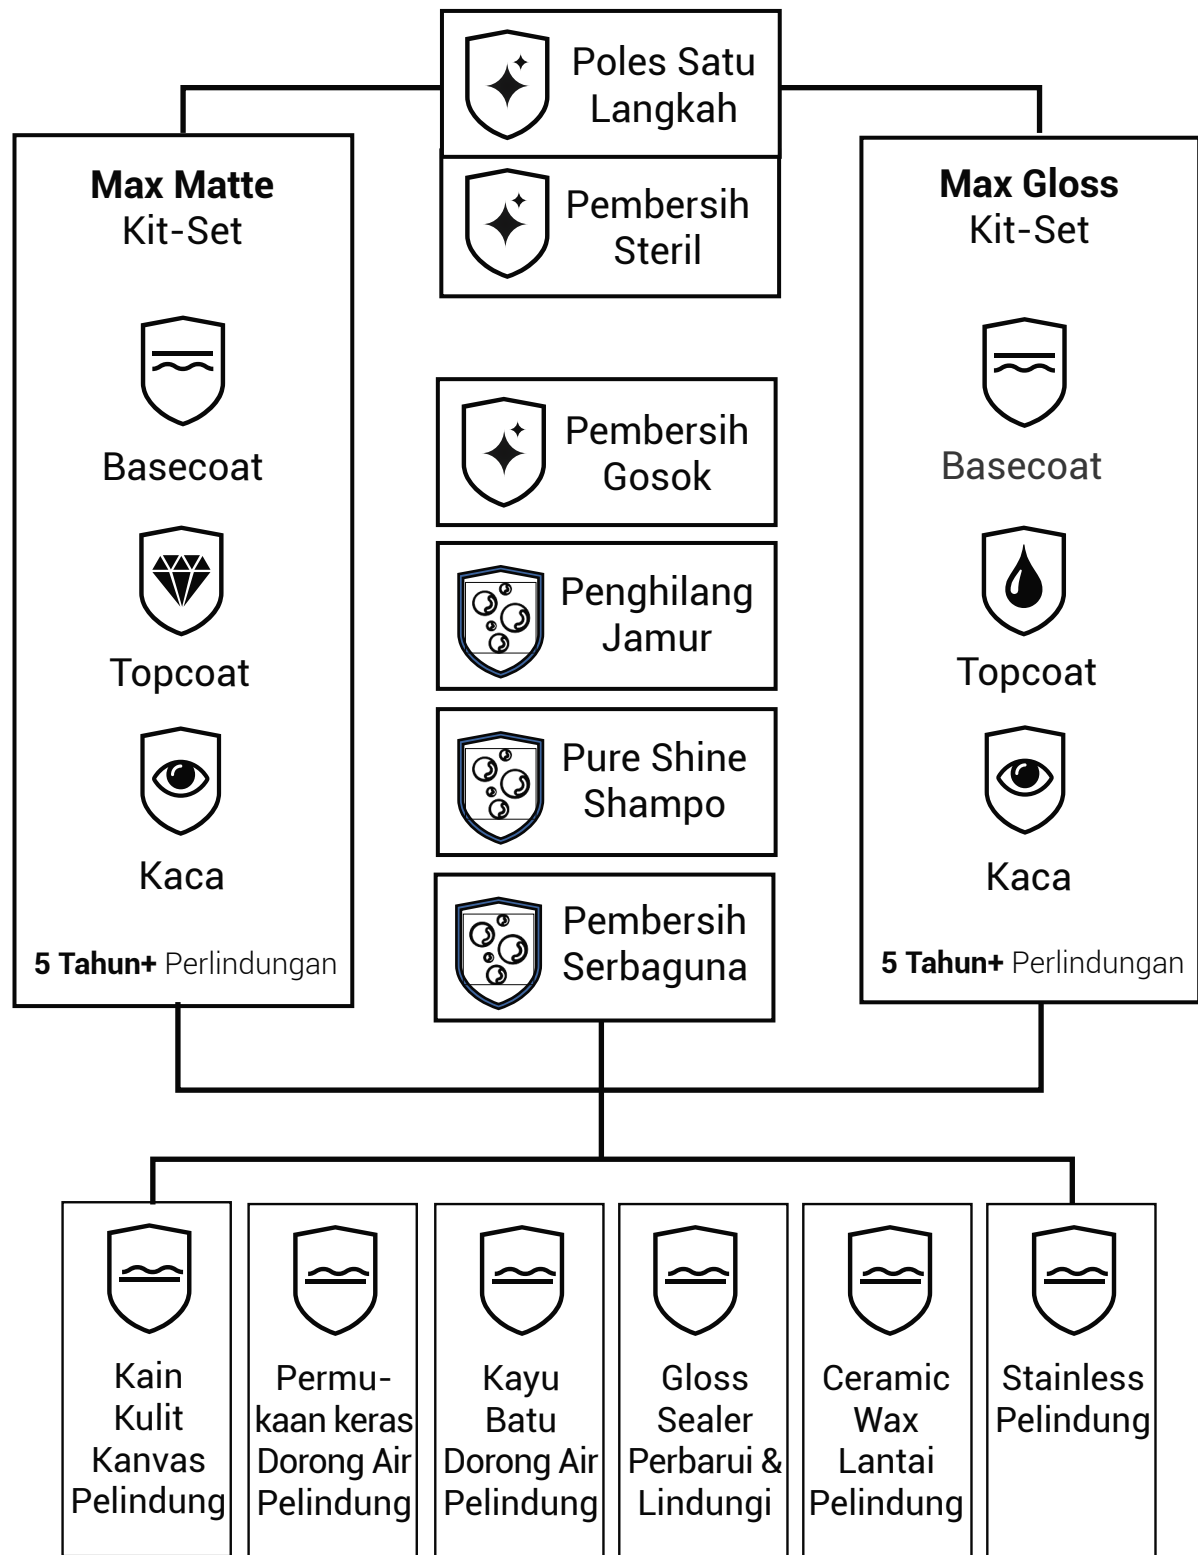 Poles Satu
Langkah
Pembersih
Steril
Max Matte
Kit-Set
Basecoat
Topcoat
Kaca
5 Tahun+ Perlindungan
Pembersih
Gosok
Penghilang
Jamur
Pure Shine
Shampo
Pembersih
Serbaguna
Max Gloss
Kit-Set
Basecoat
Topcoat
Kaca
5 Tahun+ Perlindungan
Kain
Kulit
Kanvas
Pelindung
Permu-
kaan keras
Dorong Air
Pelindung
Kayu
Batu
Dorong Air
Pelindung
Gloss
Sealer
Perbarui &
Lindungi
Ceramic
Wax
Lantai
Pelindung
Stainless
Pelindung